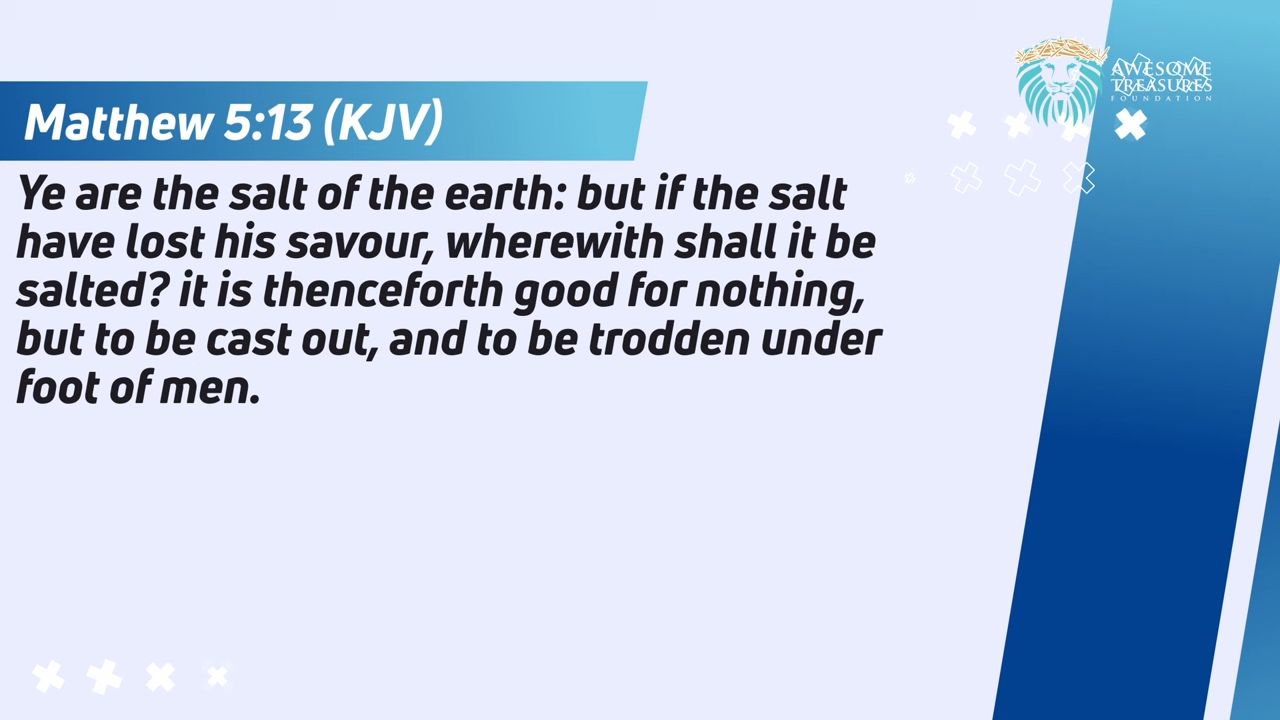 AWESOME
TREASURES
FOUNDATION
Matthew 5:13 (KJV)
Ye are the salt of the earth: but if the salt
have lost his savour, wherewith shall it be
salted? it is thenceforth good for nothing,
but to be cast out, and to be trodden under
foot of men.